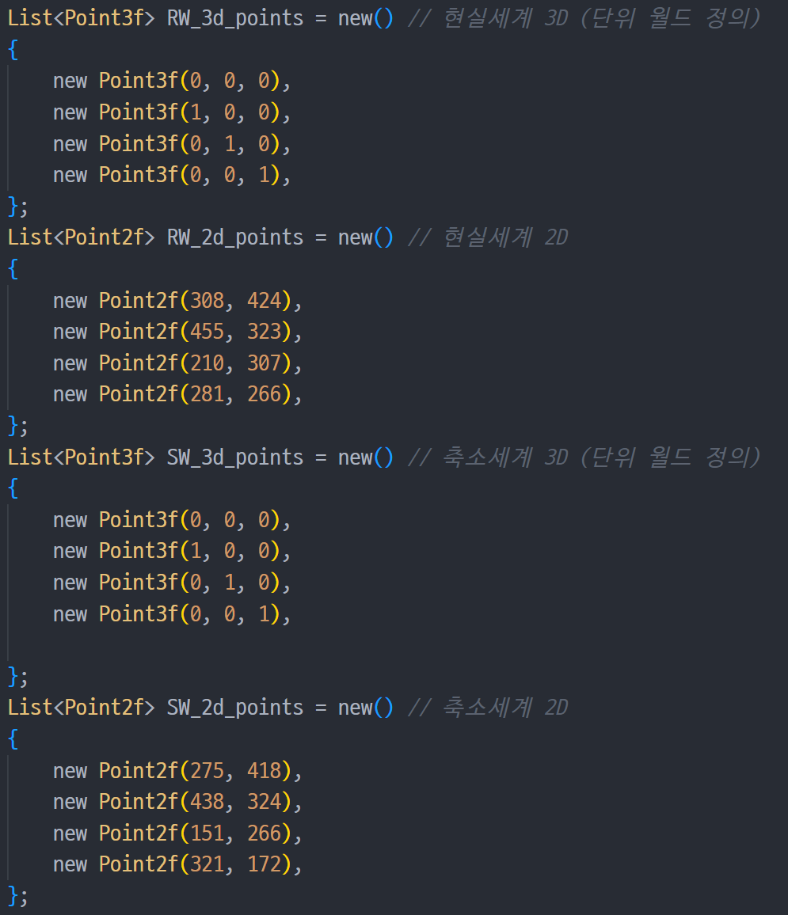 List<Point3f> RW_3d_points = new() // 현실세계 3D (단위 월드 정의)
{
    new Point3f(0, 0, 0),
    new Point3f(1, 0, 0),
    new Point3f(0, 1, 0),
    new Point3f(0, 0, 1),
};
List<Point2f> RW_2d_points = new() // 현실세계 2D
{
    new Point2f(308, 424),
    new Point2f(455, 323),
    new Point2f(210, 307),
    new Point2f(281, 266),
};
List<Point3f> SW_3d_points = new() // 축소세계 3D (단위 월드 정의)
{
    new Point3f(0, 0, 0),
    new Point3f(1, 0, 0),
    new Point3f(0, 1, 0),
    new Point3f(0, 0, 1),
};
List<Point2f> SW_2d_points = new() // 축소세계 2D
{
    new Point2f(275, 418),
    new Point2f(438, 324),
    new Point2f(151, 266),
    new Point2f(321, 172),
};